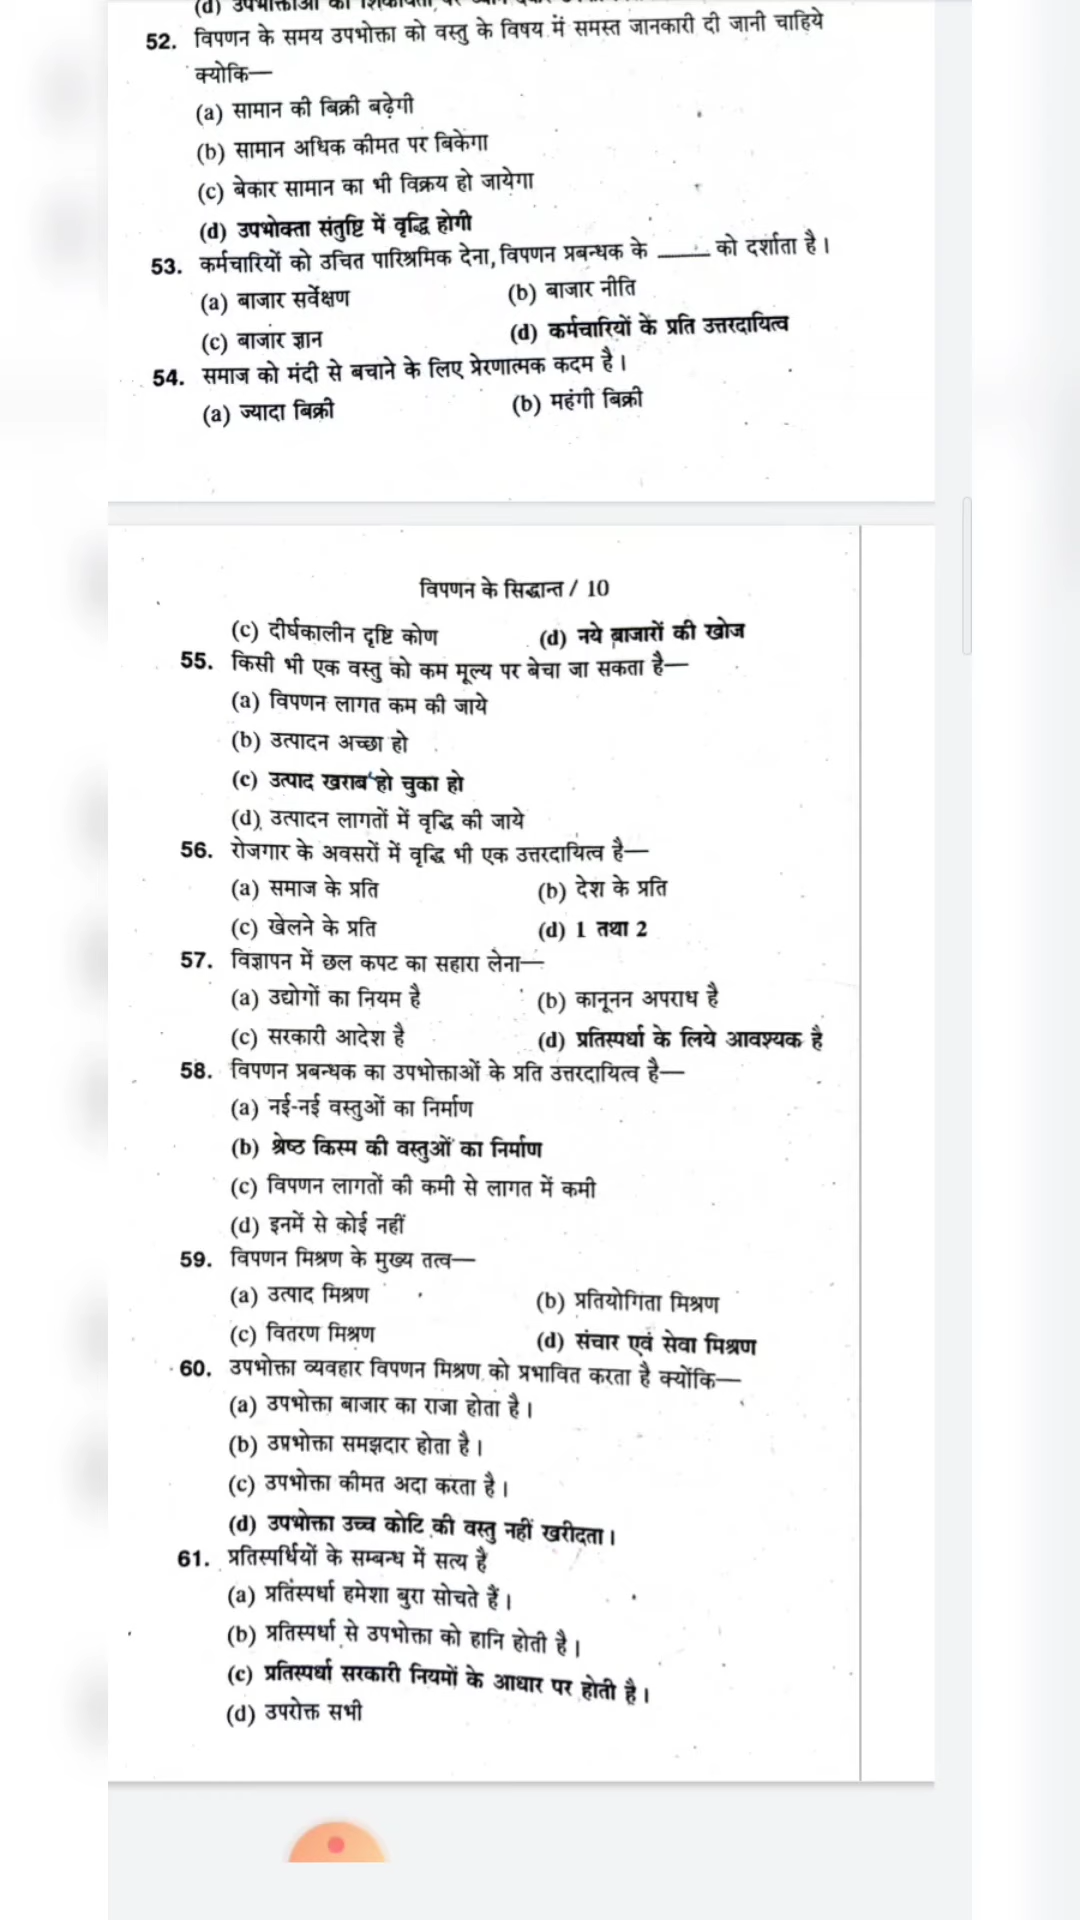 52. विपणन के समय उपभोक्ता को वस्तु के विषय में समस्त जानकारी दी जानी चाहिये
क्योकि—
(a) सामान की बिक्री बढ़ेगी
(b) सामान अधिक कीमत पर बिकेगा
(c) बेकार सामान का भी विक्रय हो जायेगा
(d) उपभोक्ता संतुष्टि में वृद्धि होगी
53. कर्मचारियों को उचित पारिश्रमिक देना, विपणन प्रबन्धक के ____ को दर्शाता है।
(a) बाजार सर्वेक्षण (b) बाजार नीति
(c) बाजार ज्ञान (d) कर्मचारियों के प्रति उत्तरदायित्व
54. समाज को मंदी से बचाने के लिए प्रेरणात्मक कदम है।
(a) ज्यादा बिक्री (b) महंगी बिक्री
विपणन के सिद्धान्त / 10
(c) दीर्घकालीन दृष्टि कोण (d) नये बाजारों की खोज
55. किसी भी एक वस्तु को कम मूल्य पर बेचा जा सकता है—
(a) विपणन लागत कम की जाये
(b) उत्पादन अच्छा हो
(c) उत्पाद खराब हो चुका हो
(d) उत्पादन लागतों में वृद्धि की जाये
56. रोजगार के अवसरों में वृद्धि भी एक उत्तरदायित्व है—
(a) समाज के प्रति (b) देश के प्रति
(c) खेलने के प्रति (d) 1 तथा 2
57. विज्ञापन में छल कपट का सहारा लेना—
(a) उद्योगों का नियम है (b) कानूनन अपराध है
(c) सरकारी आदेश है (d) प्रतिस्पर्धा के लिये आवश्यक है
58. विपणन प्रबन्धक का उपभोक्ताओं के प्रति उत्तरदायित्व है—
(a) नई-नई वस्तुओं का निर्माण
(b) श्रेष्ठ किस्म की वस्तुओं का निर्माण
(c) विपणन लागतों की कमी से लागत में कमी
(d) इनमें से कोई नहीं
59. विपणन मिश्रण के मुख्य तत्व—
(a) उत्पाद मिश्रण (b) प्रतियोगिता मिश्रण
(c) वितरण मिश्रण (d) संचार एवं सेवा मिश्रण
60. उपभोक्ता व्यवहार विपणन मिश्रण को प्रभावित करता है क्योंकि—
(a) उपभोक्ता बाजार का राजा होता है।
(b) उपभोक्ता समझदार होता है।
(c) उपभोक्ता कीमत अदा करता है।
(d) उपभोक्ता उच्च कोटि की वस्तु नहीं खरीदता।
61. प्रतिस्पर्धियों के सम्बन्ध में सत्य है
(a) प्रतिस्पर्धा हमेशा बुरा सोचते हैं।
(b) प्रतिस्पर्धा से उपभोक्ता को हानि होती है।
(c) प्रतिस्पर्धा सरकारी नियमों के आधार पर होती है।
(d) उपरोक्त सभी